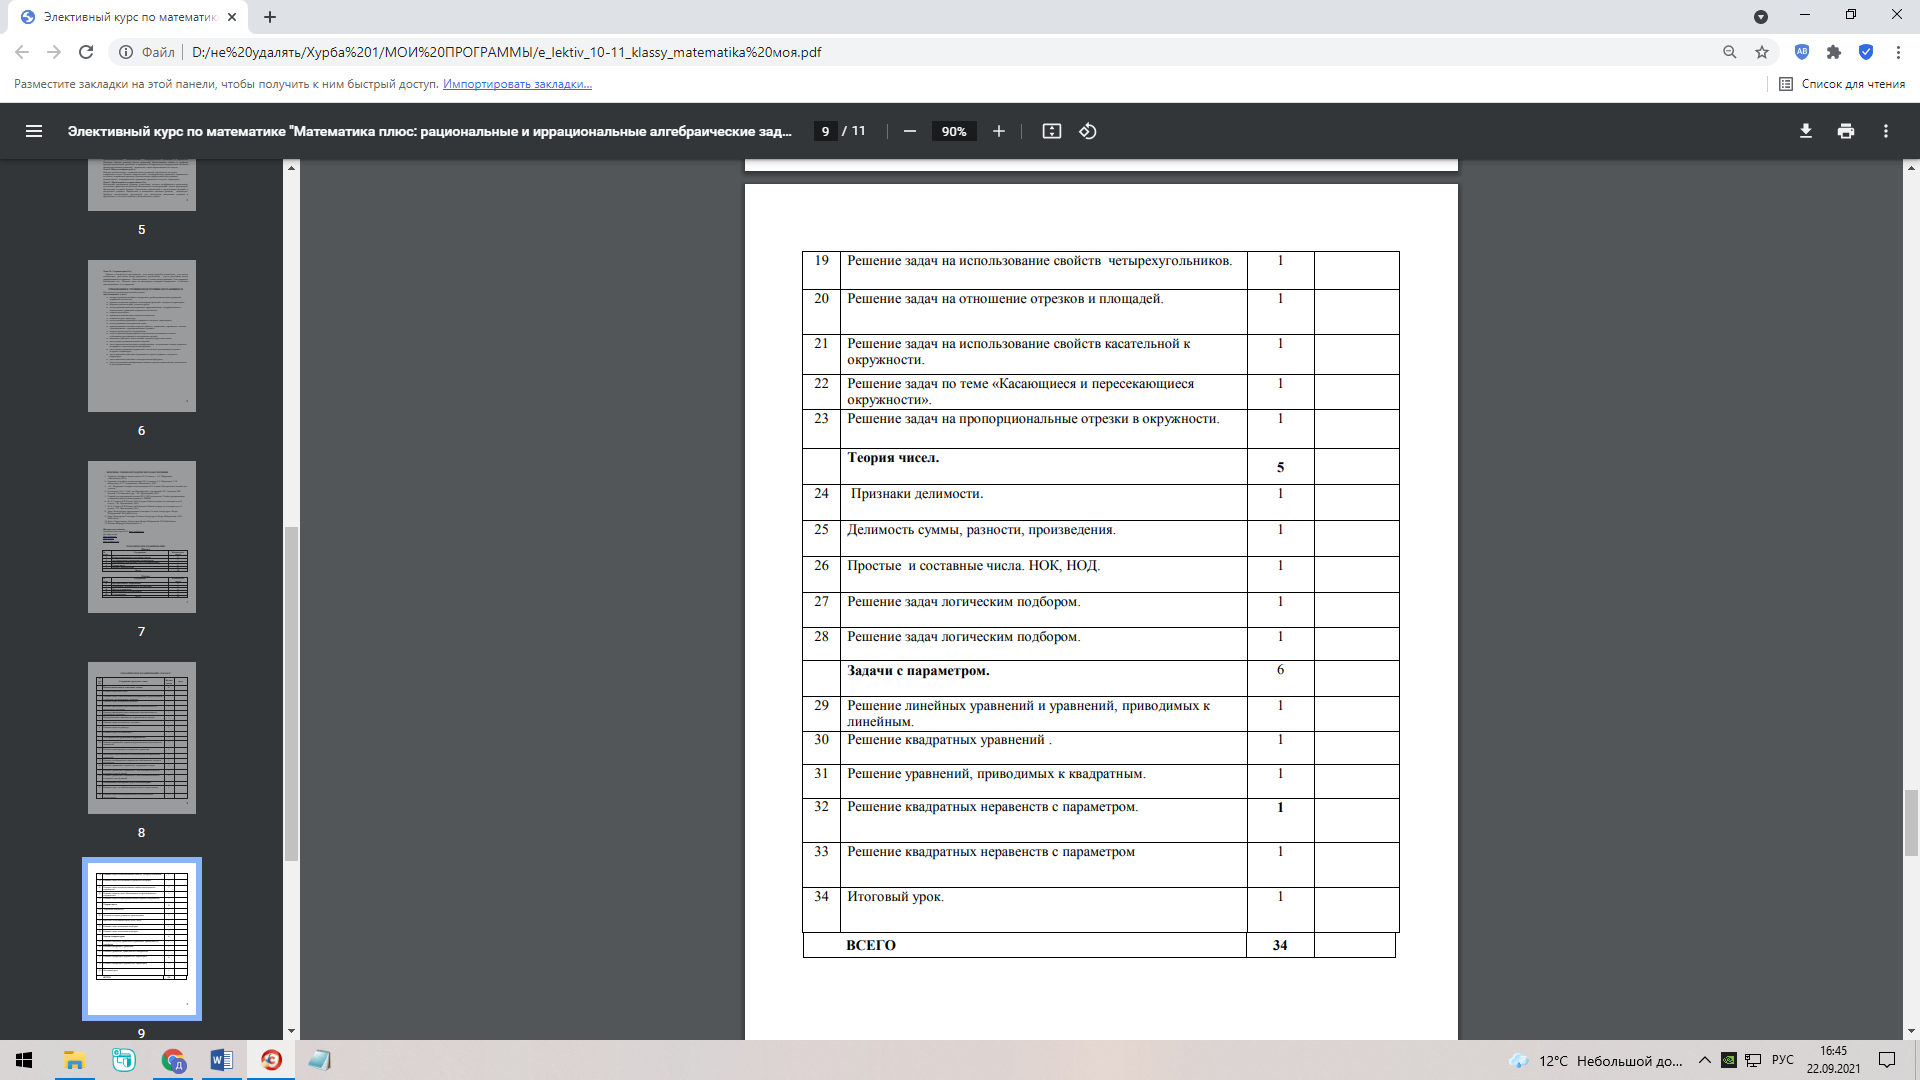 Элективный курс по математик
Файл
D:/не%20удалять/Хурба%201/МОИ%20ПРОГРАММЫ/e_lektiv_10-11_klassy_matematika%20моя.pdf
Разместите закладки на этой панели, чтобы получить к ним быстрый доступ. Импортировать закладки...
Список для чтения
Элективный курс по математике "Математика плюс: рациональные и иррациональные алгебраические зад...
9 / 11
90%
5
6
7
8
9
19 Решение задач на использование свойств четырехугольников. 1
20 Решение задач на отношение отрезков и площадей. 1
21 Решение задач на использование свойств касательной к 1
окружности.
22 Решение задач по теме «Касающиеся и пересекающиеся 1
окружности».
23 Решение задач на пропорциональные отрезки в окружности. 1
Теория чисел. 5
24 Признаки делимости. 1
25 Делимость суммы, разности, произведения. 1
26 Простые и составные числа. НОК, НОД. 1
27 Решение задач логическим подбором. 1
28 Решение задач логическим подбором. 1
Задачи с параметром. 6
29 Решение линейных уравнений и уравнений, приводимых к 1
линейным.
30 Решение квадратных уравнений . 1
31 Решение уравнений, приводимых к квадратным. 1
32 Решение квадратных неравенств с параметром. 1
33 Решение квадратных неравенств с параметром 1
34 Итоговый урок. 1
ВСЕГО 34
12°C Небольшой до...
РУС
16:45
22.09.2021